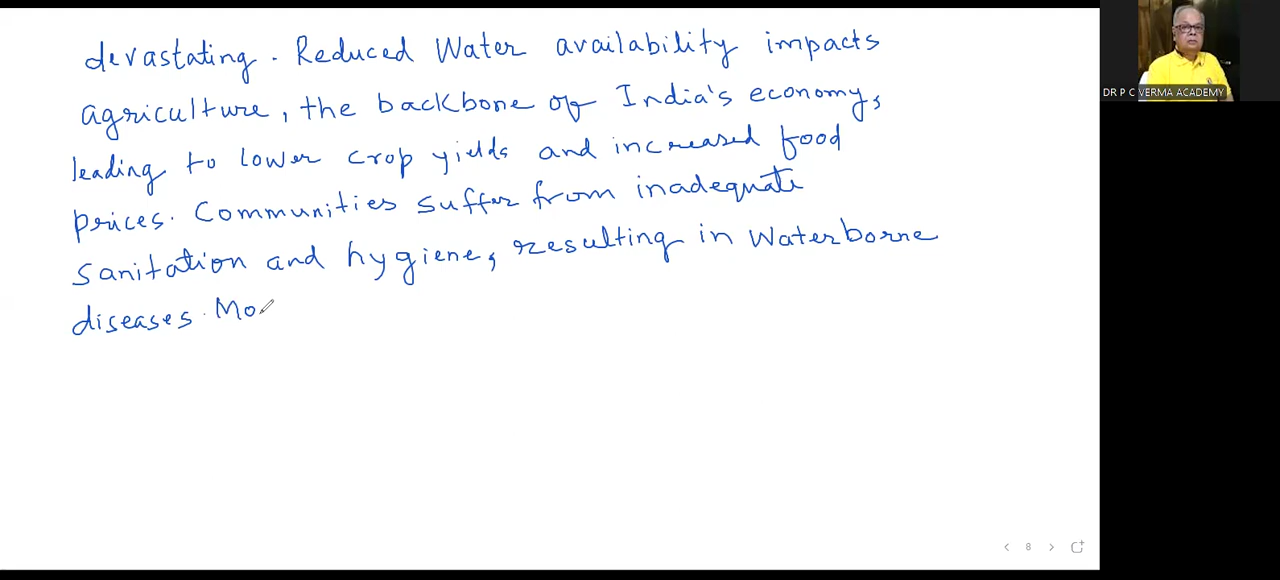 devastating. Reduced Water availability impacts
agriculture, the backbone of India's economy,
leading to lower crop yields and increased food
prices. Communities suffer from inadequate
sanitation and hygiene, resulting in Waterborne
diseases. Mo
DR P C VERMA ACADEMY
< 8 >